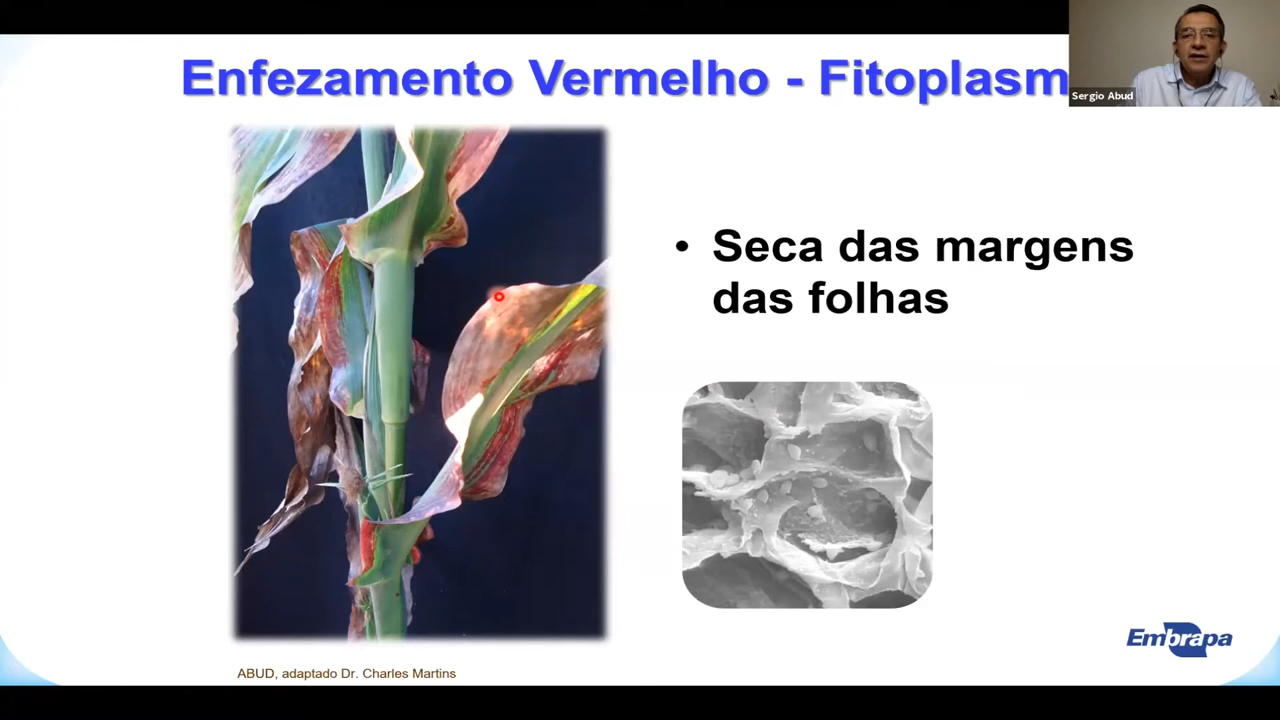 Enfezamento Vermelho - Fitoplasm
Sergio Abud
• Seca das margens
das folhas
Embrapa
ABUD, adaptado Dr. Charles Martins